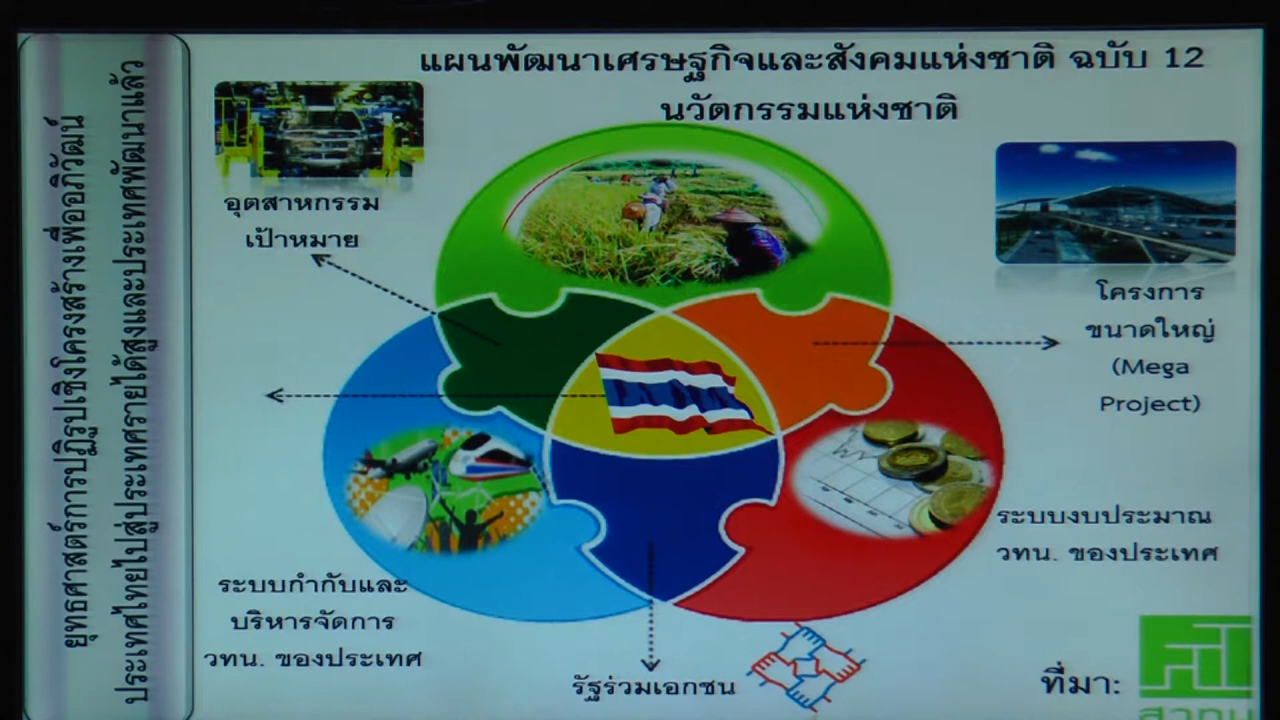 แผนพัฒนาเศรษฐกิจและสังคมแห่งชาติ ฉบับ 12
นวัตกรรมแห่งชาติ
ยุทธศาสตร์การปฏิรูปเชิงโครงสร้างเพื่ออภิวัฒน์
ประเทศไทยไปสู่ประเทศรายได้สูงและประเทศพัฒนาแล้ว
อุตสาหกรรม
เป้าหมาย
โครงการ
ขนาดใหญ่
(Mega
Project)
ระบบงบประมาณ
วทน. ของประเทศ
ระบบกำกับและ
บริหารจัดการ
วทน. ของประเทศ
รัฐร่วมเอกชน
ที่มา: